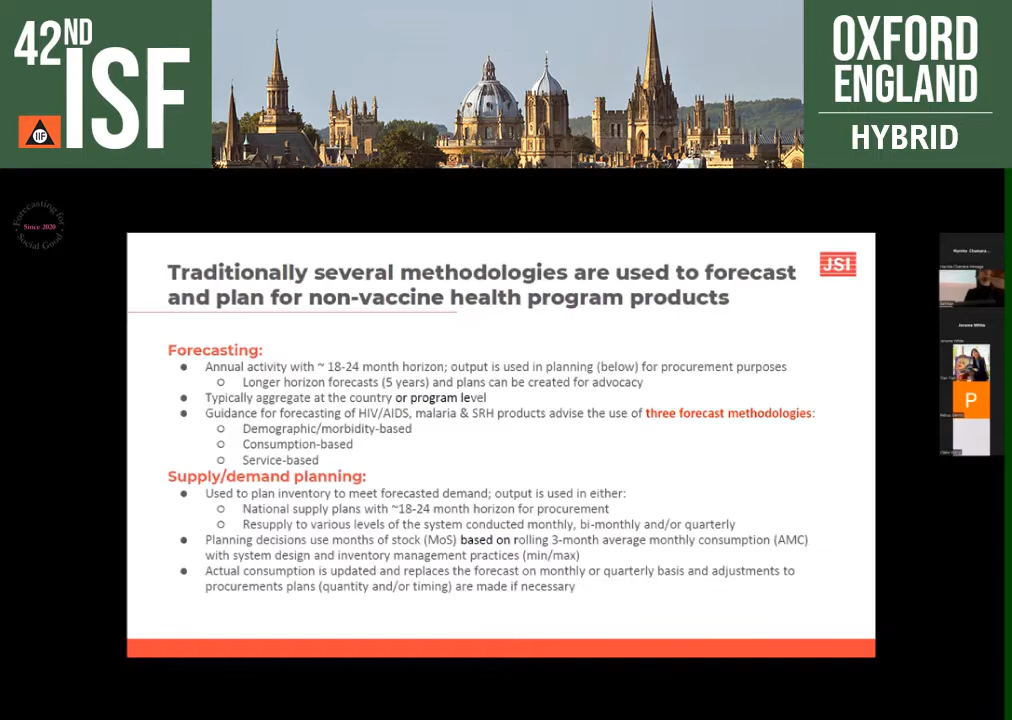 42ND
ISF
IIF
OXFORD
ENGLAND
HYBRID
Forecasting for
Since 2020
Social Good
JSI
Traditionally several methodologies are used to forecast
and plan for non-vaccine health program products
Forecasting:
● Annual activity with ~ 18-24 month horizon; output is used in planning (below) for procurement purposes
○ Longer horizon forecasts (5 years) and plans can be created for advocacy
● Typically aggregate at the country or program level
● Guidance for forecasting of HIV/AIDS, malaria & SRH products advise the use of three forecast methodologies:
○ Demographic/morbidity-based
○ Consumption-based
○ Service-based
Supply/demand planning:
● Used to plan inventory to meet forecasted demand; output is used in either:
○ National supply plans with ~18-24 month horizon for procurement
○ Resupply to various levels of the system conducted monthly, bi-monthly and/or quarterly
● Planning decisions use months of stock (MoS) based on rolling 3-month average monthly consumption (AMC)
with system design and inventory management practices (min/max)
● Actual consumption is updated and replaces the forecast on monthly or quarterly basis and adjustments to
procurements plans (quantity and/or timing) are made if necessary
P